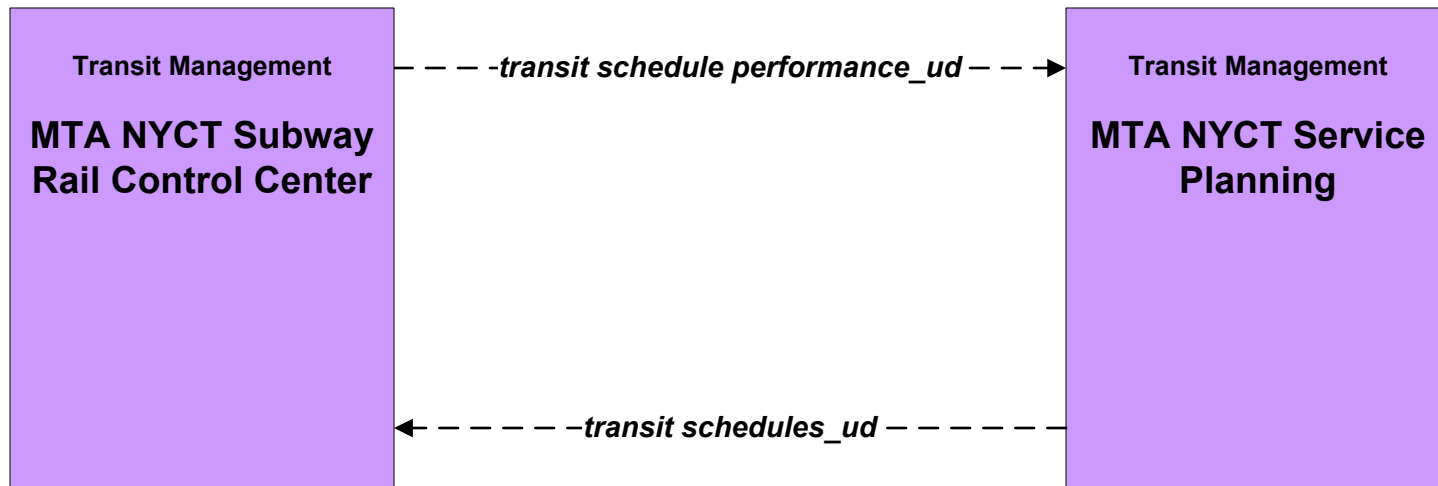 Transit Management
MTA NYCT Subway
Rail Control Center
transit schedule performance_ud
Transit Management
MTA NYCT Service
Planning
transit schedules_ud